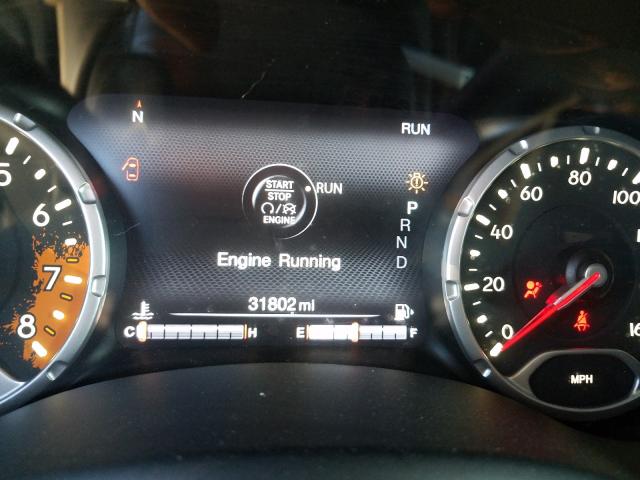 N
RUN
START
STOP
ENGINE
RUN
P
R
N
D
Engine Running
31802 mi
C H
E F
5
6
7
8
0
20
40
60
80
100
16
MPH